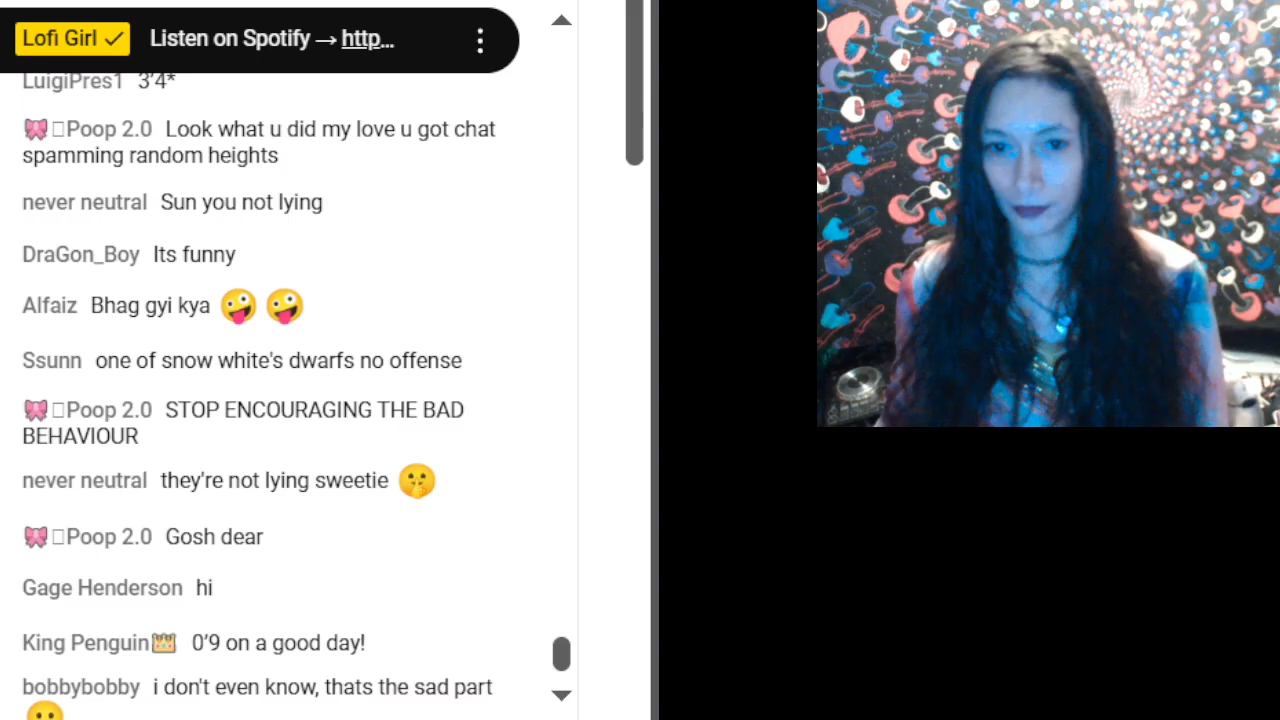 Lofi Girl ✓ Listen on Spotify → http...
LuigiPres1 3'4*
🎀 Poop 2.0 Look what u did my love u got chat
spamming random heights
never neutral Sun you not lying
DraGon_Boy Its funny
Alfaiz Bhag gyi kya 🤪 🤪
Ssunn one of snow white's dwarfs no offense
🎀 Poop 2.0 STOP ENCOURAGING THE BAD
BEHAVIOUR
never neutral they're not lying sweetie 🤫
🎀 Poop 2.0 Gosh dear
Gage Henderson hi
King Penguin 0'9 on a good day!
bobbybobby i don't even know, thats the sad part